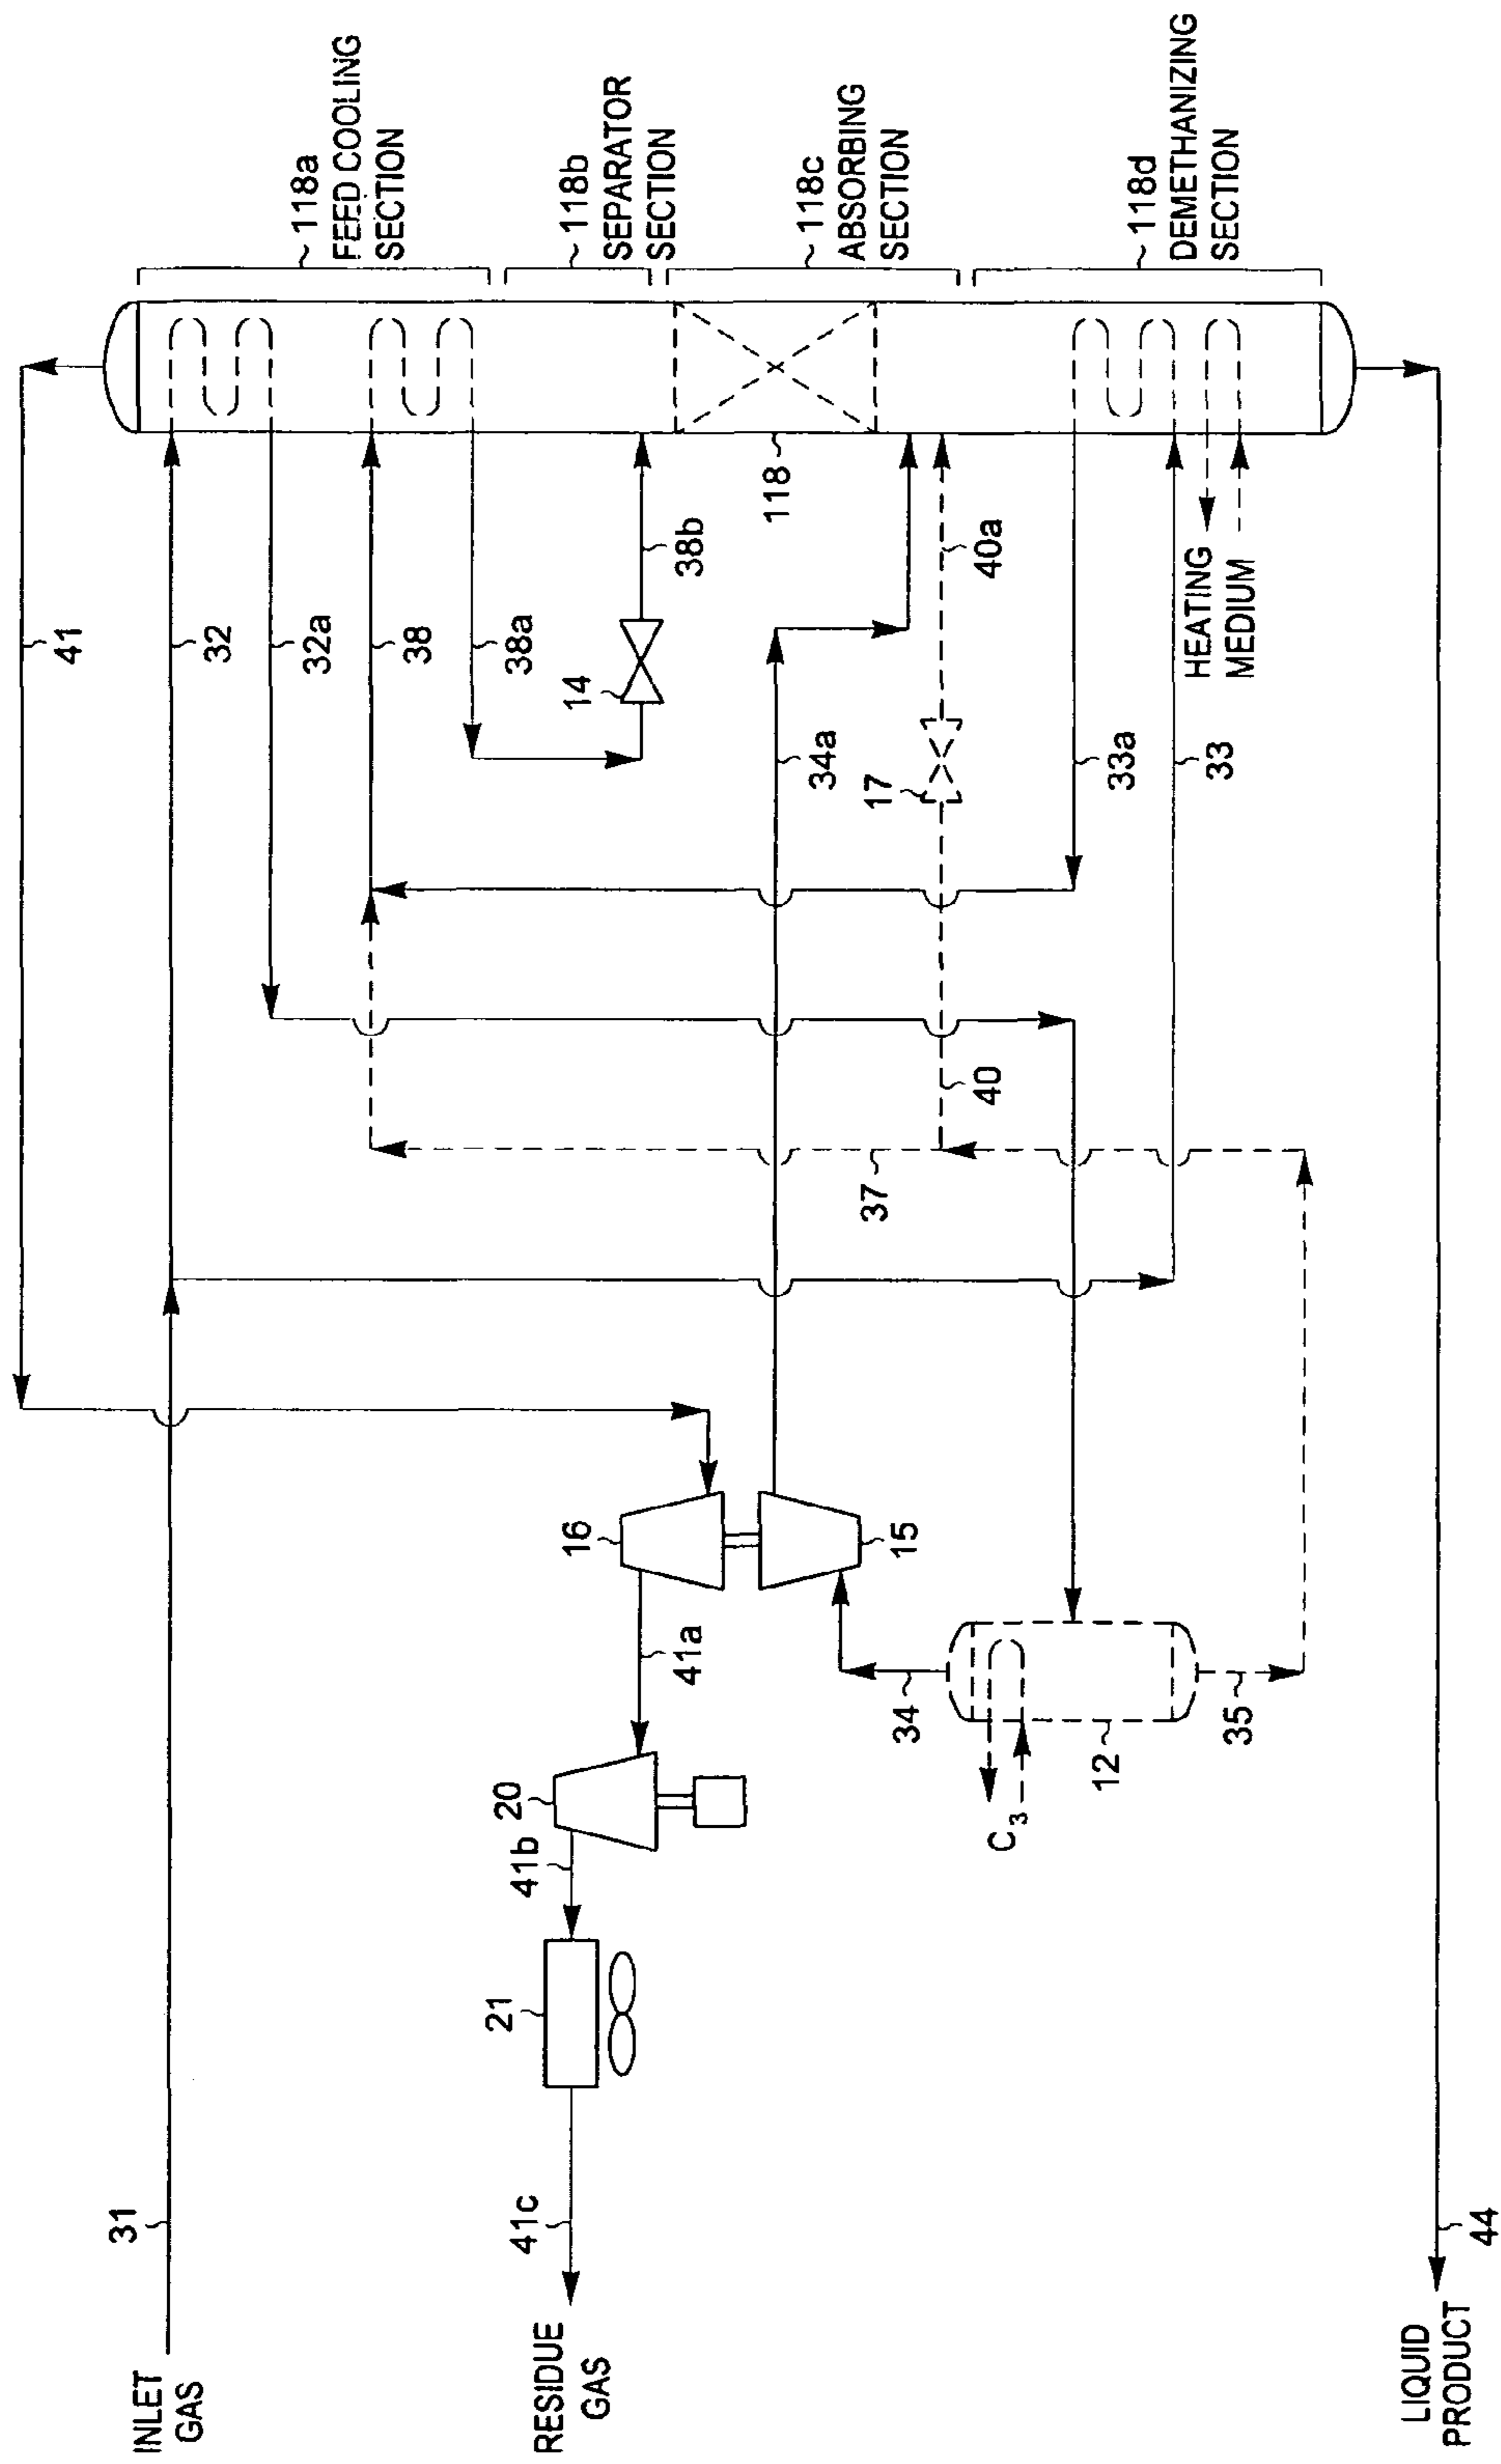 INLET
GAS
31
RESIDUE
GAS
41c
21
41b
20
41a
16
15
34
12
35
C3
41
32
32a
38
38a
14
38b
34a
17
40a
33a
33
40
37
118
HEATING
MEDIUM
118a
FEED COOLING
SECTION
118b
SEPARATOR
SECTION
118c
ABSORBING
SECTION
118d
DEMETHANIZING
SECTION
44
LIQUID
PRODUCT